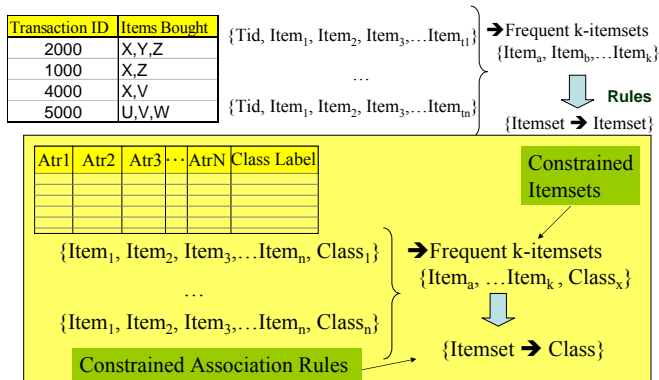 Transaction ID Items Bought
2000 X,Y,Z
1000 X,Z
4000 X,V
5000 U,V,W
{Tid, Item₁, Item₂, Item₃,…Itemₜ₁}
…
{Tid, Item₁, Item₂, Item₃,…Itemₜₙ}
➔Frequent k-itemsets
{Itemₐ, Item_b,…Itemₖ}
Rules
{Itemset ➔ Itemset}
Atr1 Atr2 Atr3 … AtrN Class Label
Constrained
Itemsets
{Item₁, Item₂, Item₃,…Itemₙ, Class₁}
…
{Item₁, Item₂, Item₃,…Itemₙ, Classₙ}
➔Frequent k-itemsets
{Itemₐ, …Itemₖ , Classₓ}
{Itemset ➔ Class}
Constrained Association Rules